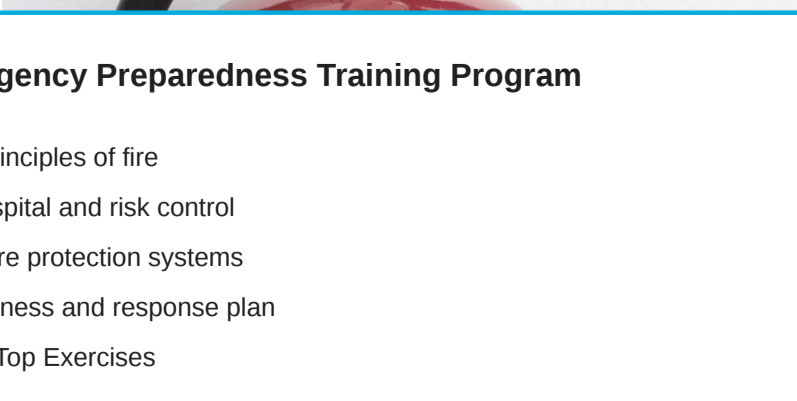 gency Preparedness Training Program
inciples of fire
spital and risk control
re protection systems
ness and response plan
Top Exercises